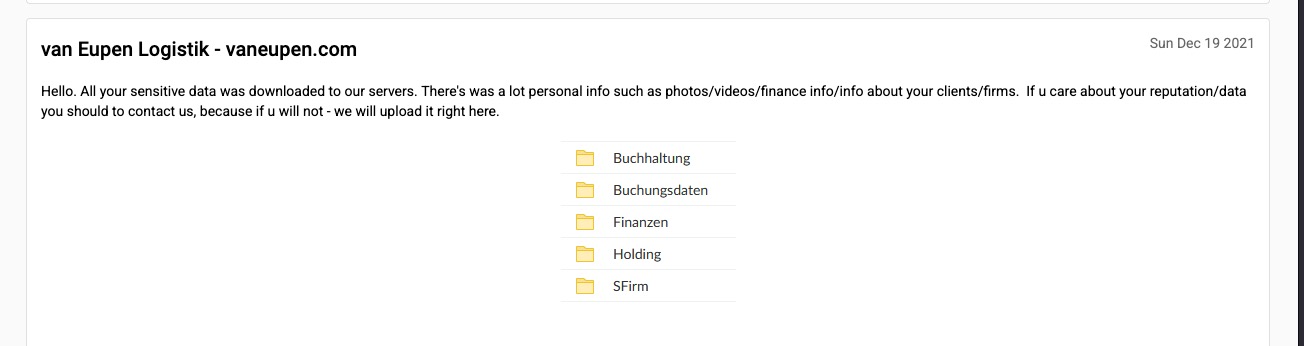 van Eupen Logistik - vaneupen.com
Sun Dec 19 2021
Hello. All your sensitive data was downloaded to our servers. There's was a lot personal info such as photos/videos/finance info/info about your clients/firms.  If u care about your reputation/data
you should to contact us, because if u will not - we will upload it right here.
Buchhaltung
Buchungsdaten
Finanzen
Holding
SFirm